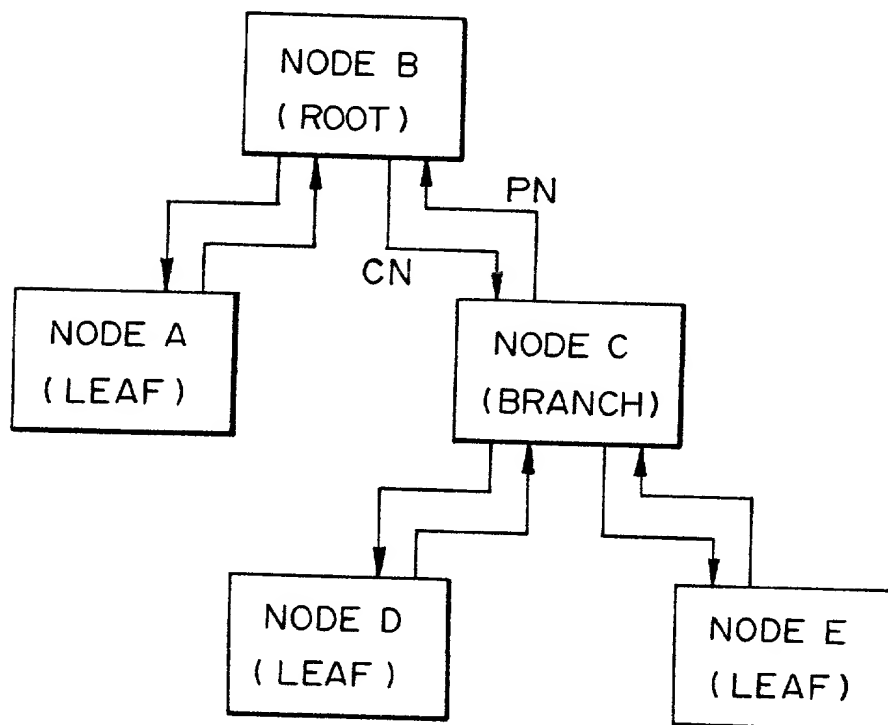 NODE B
(ROOT)
PN
CN
NODE A
(LEAF)
NODE C
(BRANCH)
NODE D
(LEAF)
NODE E
(LEAF)